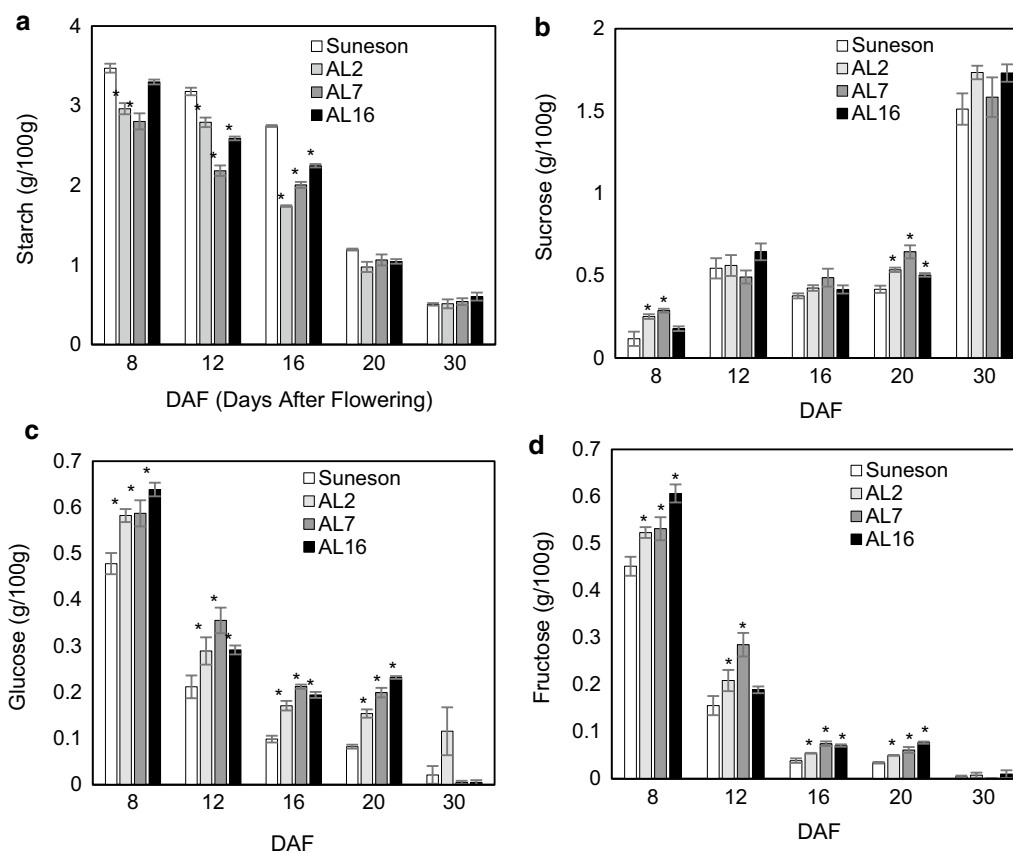 a
Starch (g/100g)
4
3
2
1
0
Suneson
AL2
AL7
AL16
* * * * * * * *
8 12 16 20 30
DAF (Days After Flowering)
b
Sucrose (g/100g)
2
1.5
1
0.5
0
Suneson
AL2
AL7
AL16
* * * * *
8 12 16 20 30
DAF
c
Glucose (g/100g)
0.7
0.6
0.5
0.4
0.3
0.2
0.1
0
Suneson
AL2
AL7
AL16
* * * * * * * * * * * *
8 12 16 20 30
DAF
d
Fructose (g/100g)
0.7
0.6
0.5
0.4
0.3
0.2
0.1
0
Suneson
AL2
AL7
AL16
* * * * * * * * * * *
8 12 16 20 30
DAF